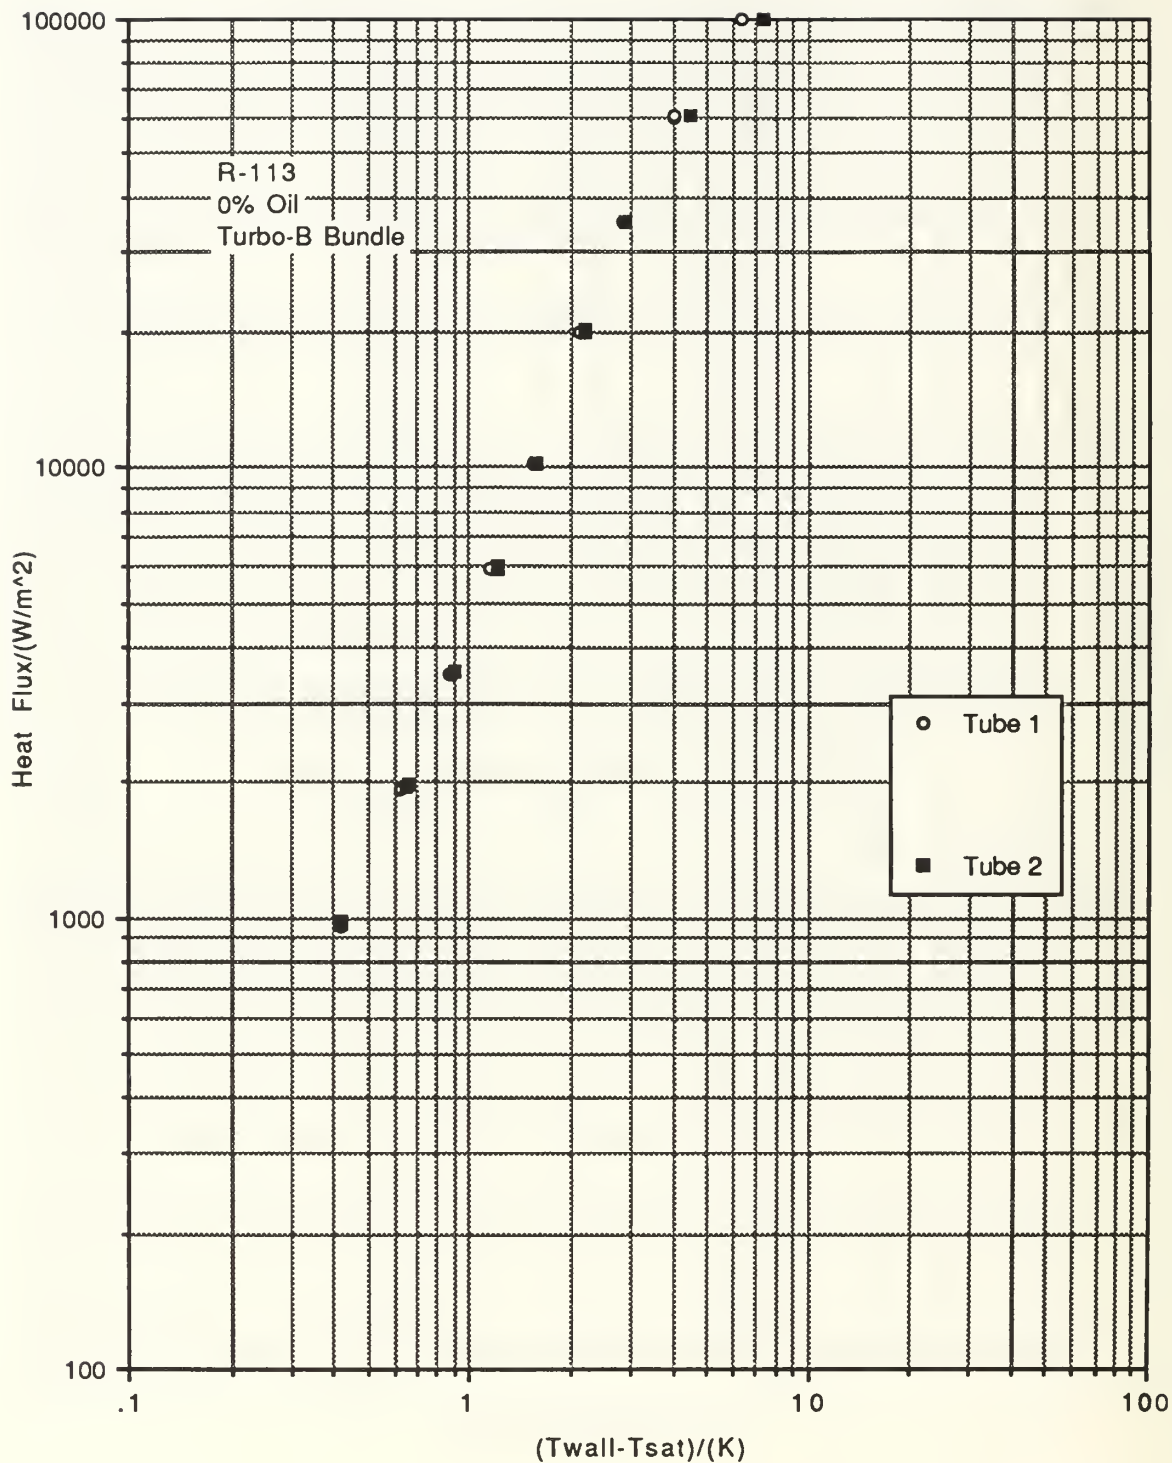 100000
R-113
0% Oil
Turbo-B Bundle
10000
Heat Flux/(W/m^2)
Tube 1
Tube 2
1000
100
.1
1
10
100
(Twall-Tsat)/(K)